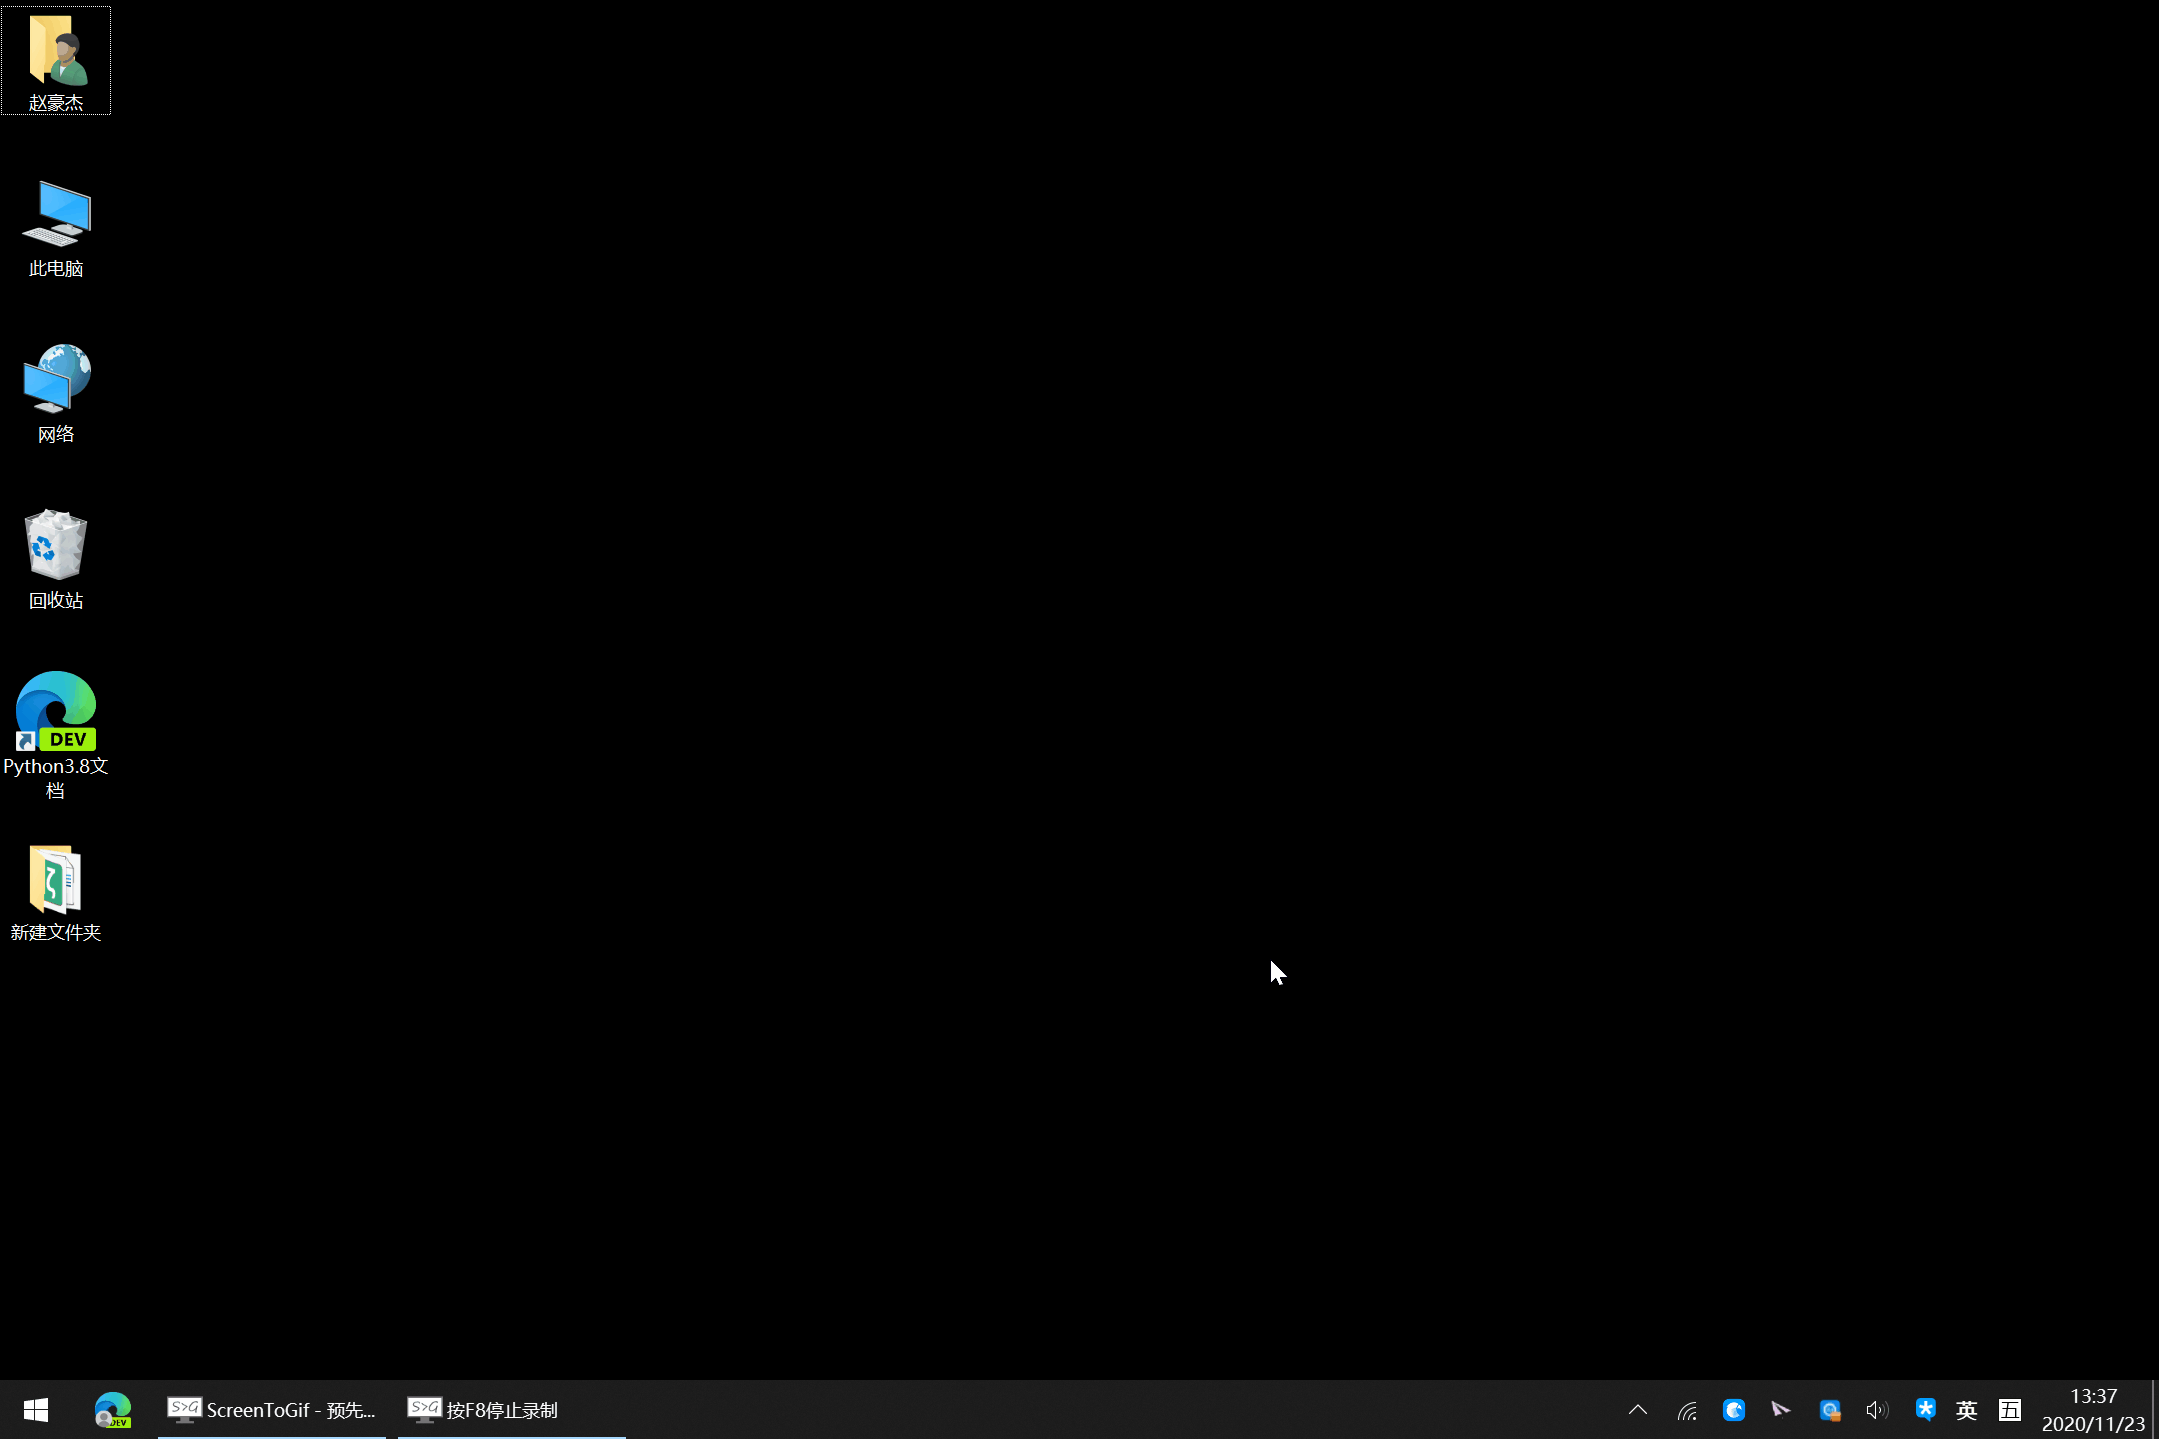 赵豪杰
此电脑
网络
回收站
DEV
Python3.8文
档
新建文件夹
DEV
S>G
ScreenToGif - 预先...
S>G
按F8停止录制
英
五
13:37
2020/11/23